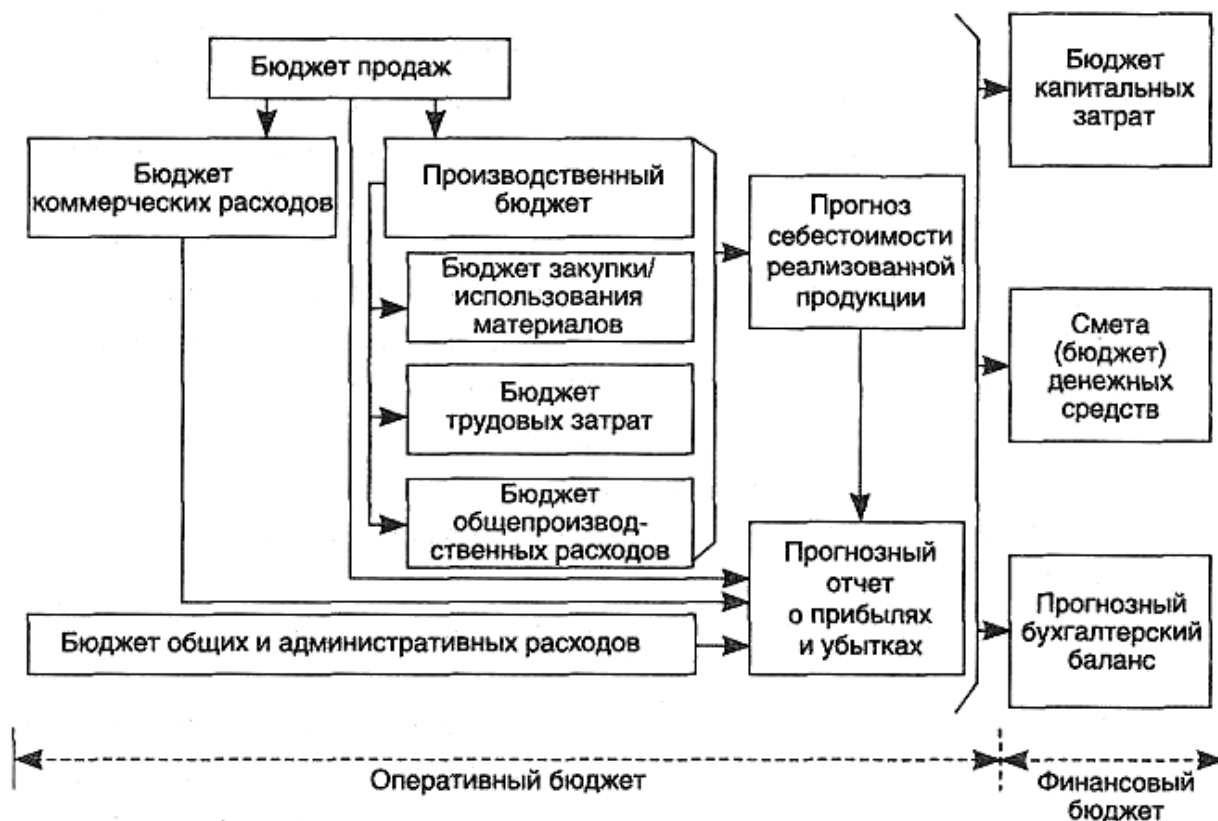 Бюджет продаж
Бюджет
коммерческих расходов
Производственный
бюджет
Бюджет закупки/
использования
материалов
Бюджет
трудовых затрат
Бюджет
общепроизвод-
ственных расходов
Бюджет общих и административных расходов
Прогноз
себестоимости
реализованной
продукции
Прогнозный
отчет
о прибылях
и убытках
Бюджет
капитальных
затрат
Смета
(бюджет)
денежных
средств
Прогнозный
бухгалтерский
баланс
Оперативный бюджет
Финансовый
бюджет